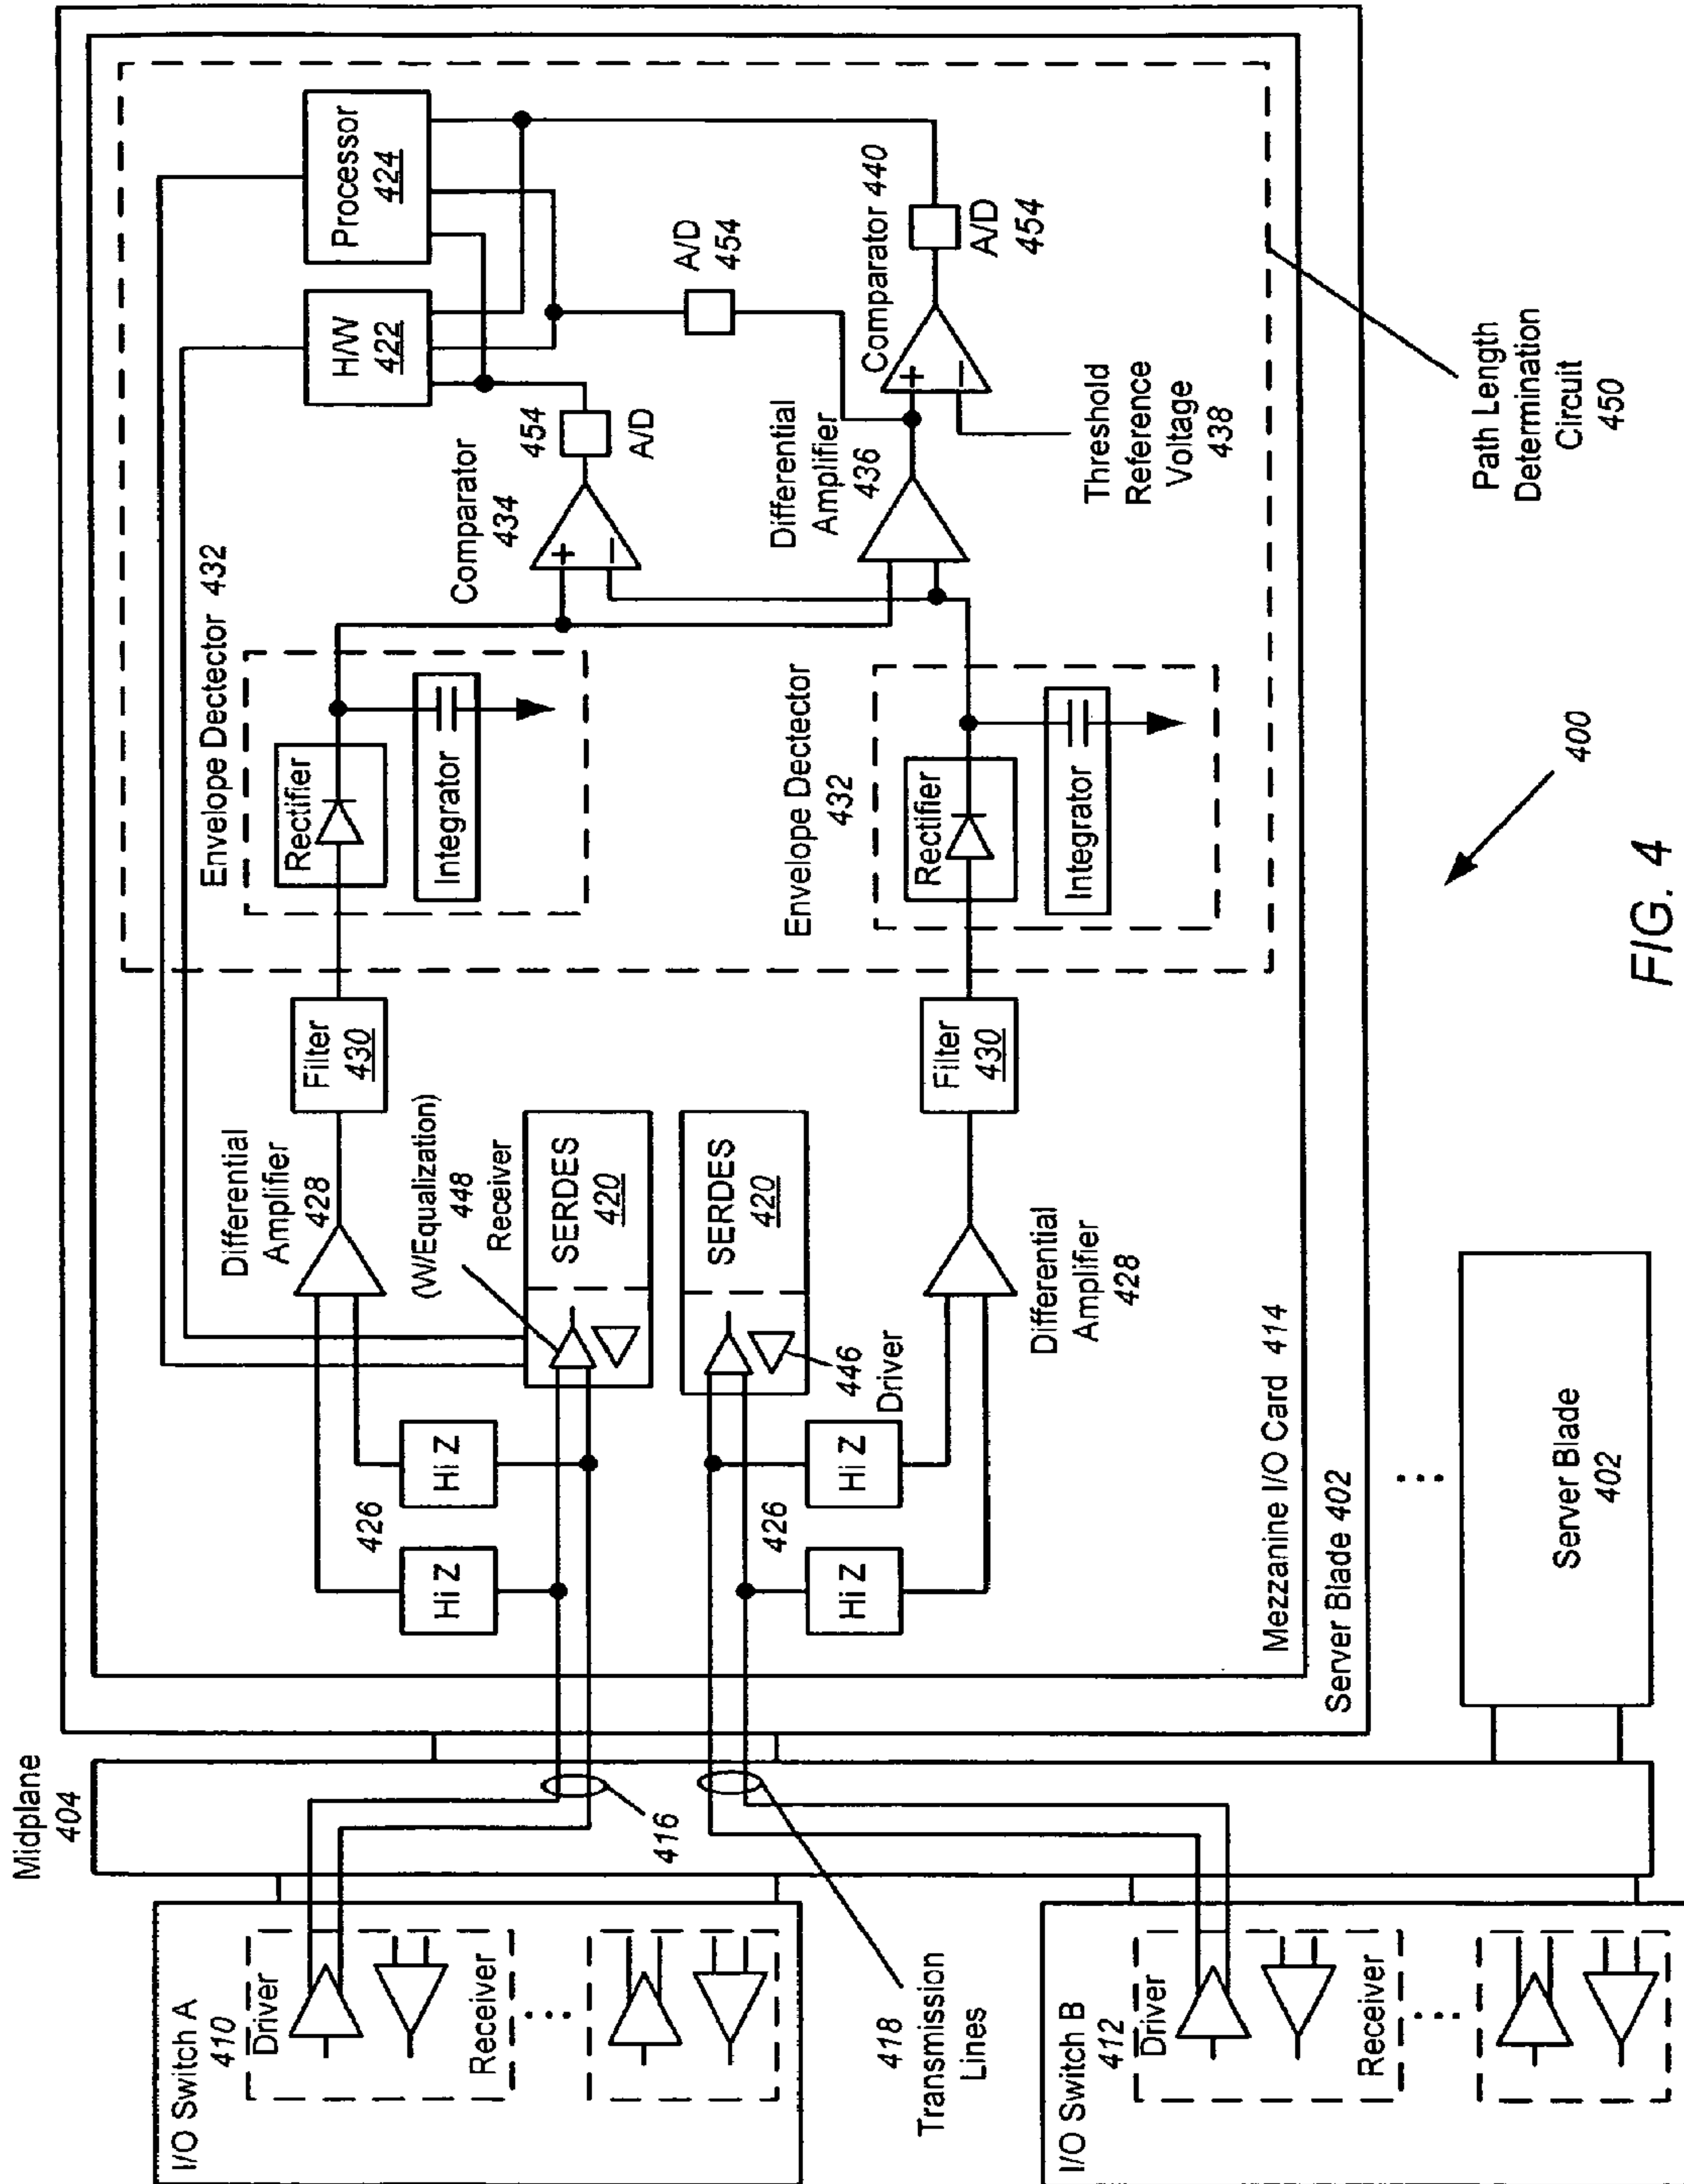 Midplane
404
I/O Switch A
410
Driver
Receiver
...
416
418
Transmission
Lines
I/O Switch B
412
Driver
Receiver
...
Envelope Dectector 432
Rectifier
Integrator
Differential
Amplifier
428
Filter
430
(W/Equalization)
448
Receiver
Hi Z
Hi Z
426
SERDES
420
SERDES
420
446
Driver
Hi Z
Hi Z
426
Differential
Amplifier
428
Filter
430
Envelope Dectector
432
Rectifier
Integrator
Comparator
434
+
–
454
A/D
H/W
422
Processor
424
A/D
454
Differential
Amplifier
436
Comparator 440
+
–
A/D
454
Threshold
Reference
Voltage
438
Mezzanine I/O Card 414
Server Blade 402
...
Server Blade
402
Path Length
Determination
Circuit
450
400
FIG. 4